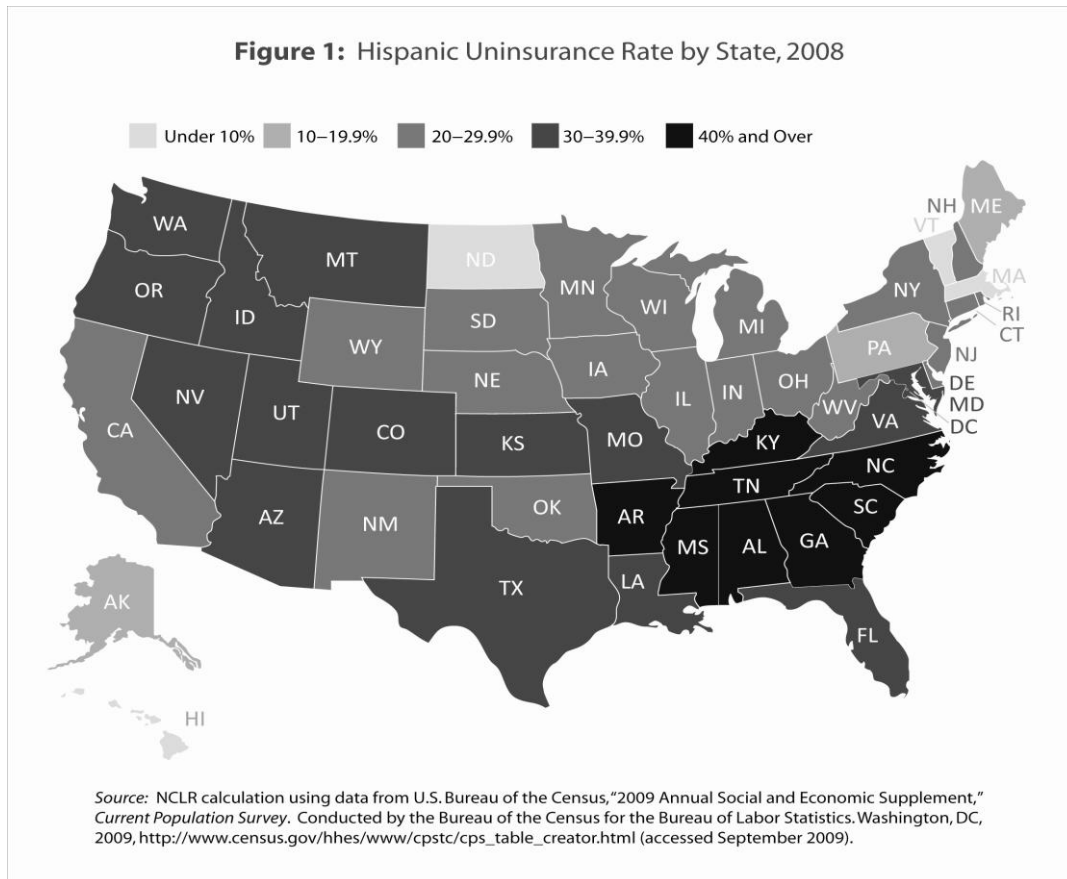 Figure 1: Hispanic Uninsurance Rate by State, 2008
Under 10% 10–19.9% 20–29.9% 30–39.9% 40% and Over
WA
MT
ND
MN
VT
NH
ME
OR
ID
SD
WI
MI
NY
MA
RI
CT
WY
NE
IA
PA
NJ
NV
UT
CO
KS
MO
IL
IN
OH
WV
VA
DE
MD
DC
CA
KY
NC
AZ
NM
OK
AR
TN
SC
TX
LA
MS
AL
GA
AK
FL
HI
Source: NCLR calculation using data from U.S. Bureau of the Census, “2009 Annual Social and Economic Supplement,”
Current Population Survey. Conducted by the Bureau of the Census for the Bureau of Labor Statistics. Washington, DC,
2009, http://www.census.gov/hhes/www/cpstc/cps_table_creator.html (accessed September 2009).